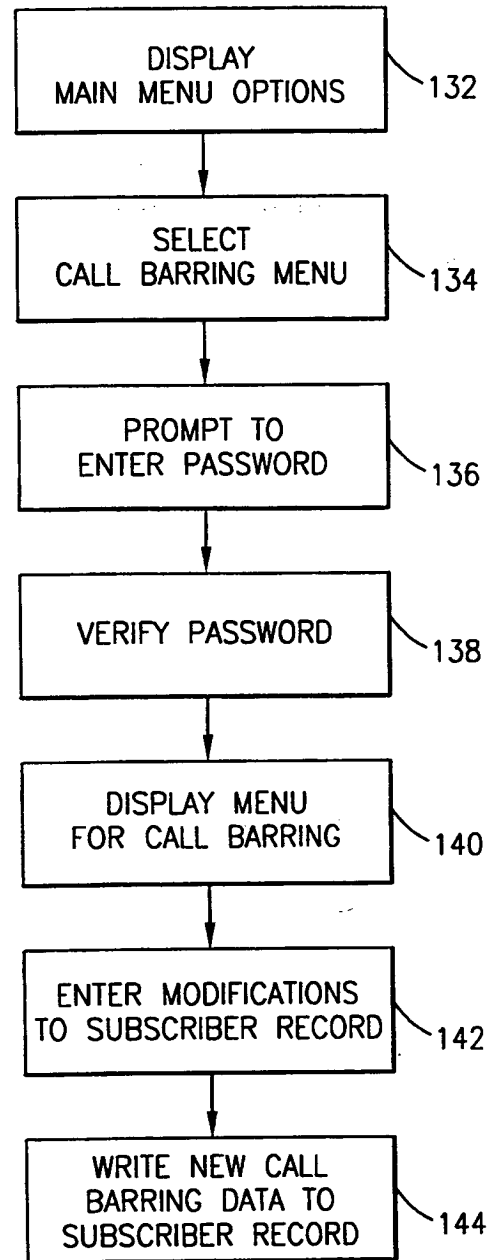 DISPLAY
MAIN MENU OPTIONS
132
SELECT
CALL BARRING MENU
134
PROMPT TO
ENTER PASSWORD
136
VERIFY PASSWORD
138
DISPLAY MENU
FOR CALL BARRING
140
ENTER MODIFICATIONS
TO SUBSCRIBER RECORD
142
WRITE NEW CALL
BARRING DATA TO
SUBSCRIBER RECORD
144